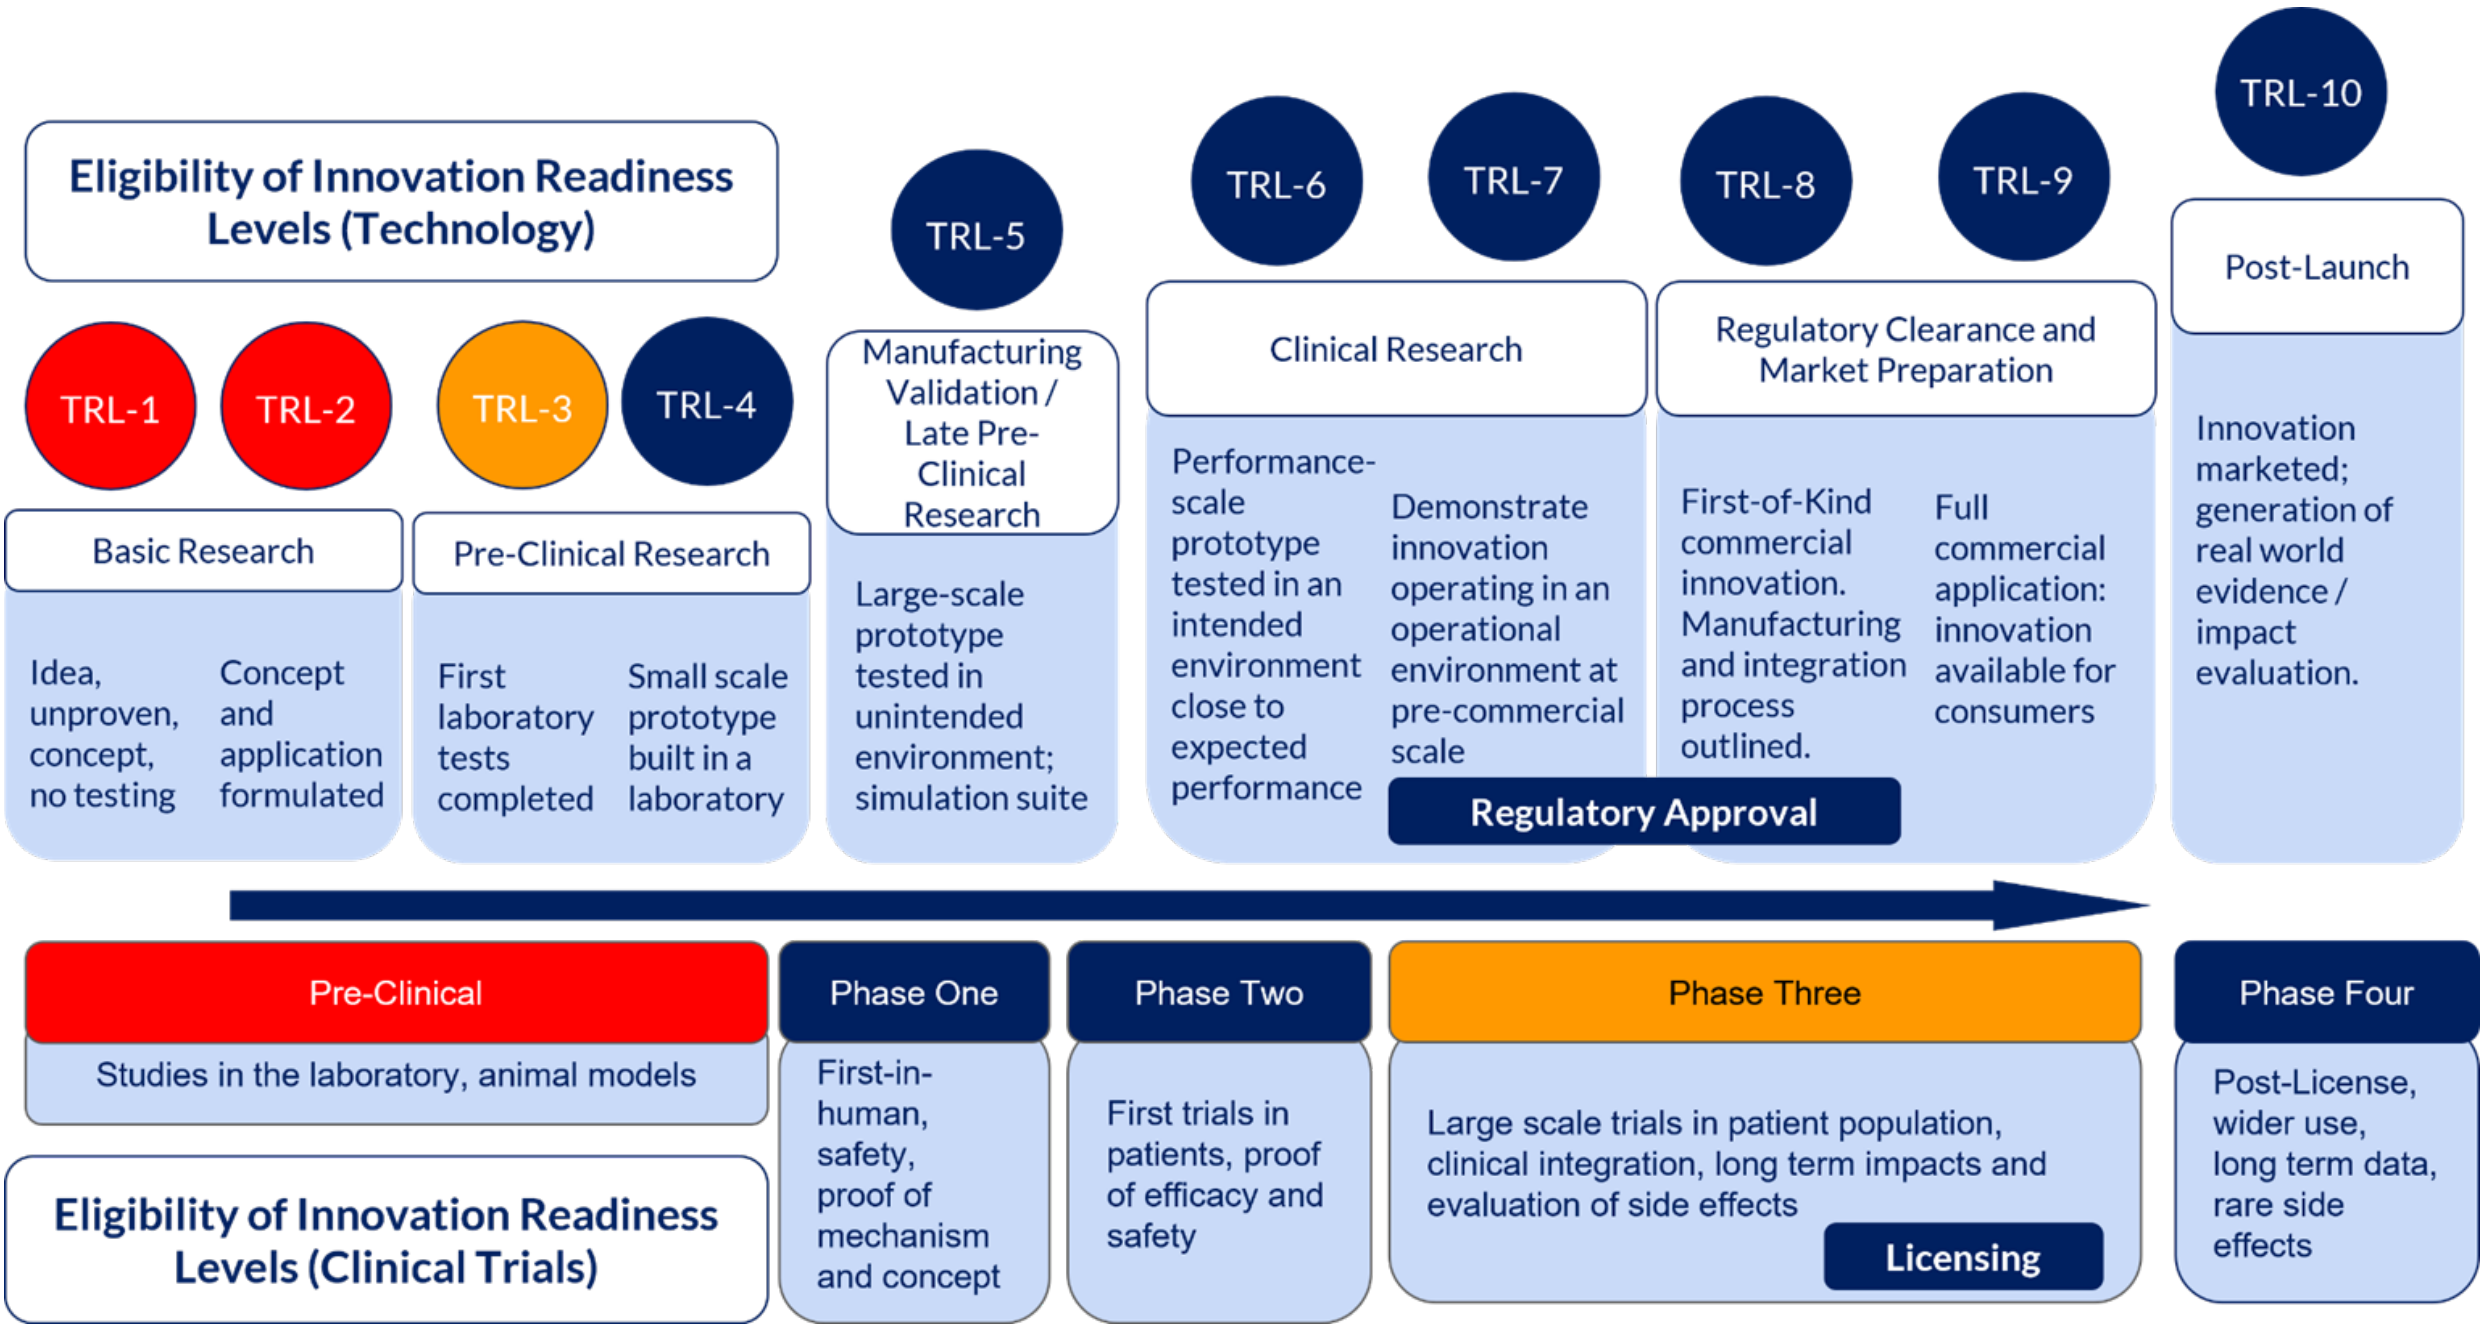 Eligibility of Innovation Readiness
Levels (Technology)
TRL-1
TRL-2
Basic Research
Idea,
unproven,
concept,
no testing
Concept
and
application
formulated
TRL-3
TRL-4
Pre-Clinical Research
First
laboratory
tests
completed
Small scale
prototype
built in a
laboratory
TRL-5
Manufacturing
Validation /
Late Pre-
Clinical
Research
Large-scale
prototype
tested in
unintended
environment;
simulation suite
TRL-6
TRL-7
Clinical Research
Performance-
scale
prototype
tested in an
intended
environment
close to
expected
performance
Demonstrate
innovation
operating in an
operational
environment at
pre-commercial
scale
TRL-8
TRL-9
Regulatory Clearance and
Market Preparation
First-of-Kind
commercial
innovation.
Manufacturing
and integration
process
outlined.
Full
commercial
application:
innovation
available for
consumers
Regulatory Approval
TRL-10
Post-Launch
Innovation
marketed;
generation of
real world
evidence /
impact
evaluation.
Pre-Clinical
Studies in the laboratory, animal models
Eligibility of Innovation Readiness
Levels (Clinical Trials)
Phase One
First-in-
human,
safety,
proof of
mechanism
and concept
Phase Two
First trials in
patients, proof
of efficacy and
safety
Phase Three
Large scale trials in patient population,
clinical integration, long term impacts and
evaluation of side effects
Licensing
Phase Four
Post-License,
wider use,
long term data,
rare side
effects